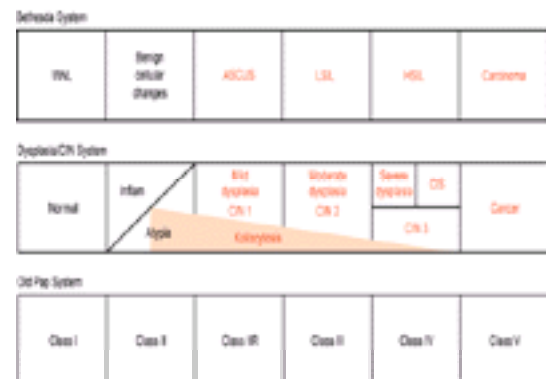 Bethesda System
WNL
Benign
cellular
changes
ASCUS
LSIL
HSIL
Carcinoma
Dysplasia/CIN System
Normal
Inflam
Atypia
Mild
dysplasia
CIN 1
Moderate
dysplasia
CIN 2
Severe
dysplasia
CIS
CIN 3
Cancer
Koilocytosis
Old Pap System
Class I
Class II
Class IIR
Class III
Class IV
Class V